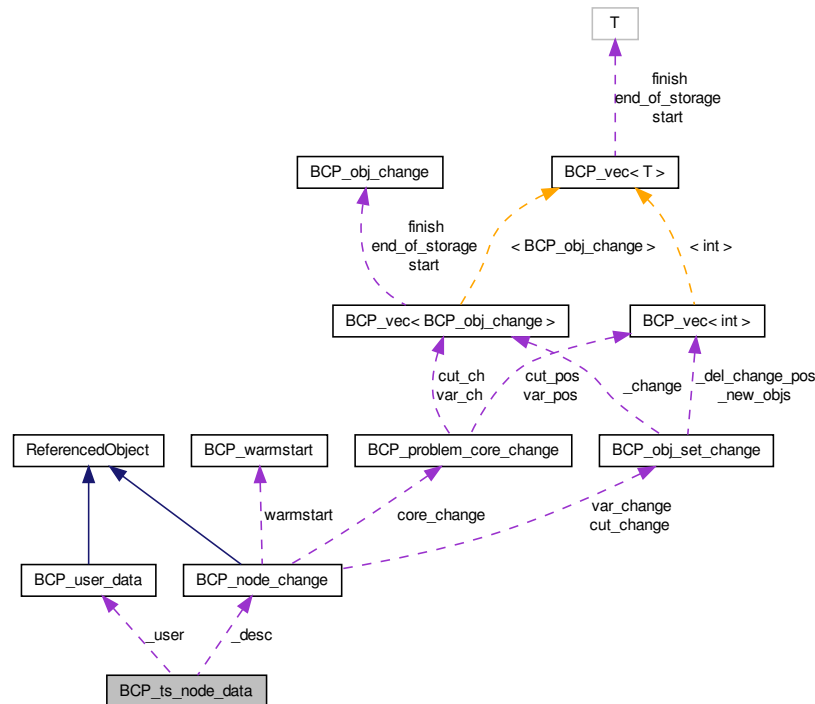 T
finish
end_of_storage
start
BCP_obj_change
BCP_vec< T >
finish
end_of_storage
start
< BCP_obj_change >
< int >
BCP_vec< BCP_obj_change >
BCP_vec< int >
cut_ch
var_ch
cut_pos
var_pos
_change
_del_change_pos
_new_objs
ReferencedObject
BCP_warmstart
BCP_problem_core_change
BCP_obj_set_change
warmstart
core_change
var_change
cut_change
BCP_user_data
BCP_node_change
_user
_desc
BCP_ts_node_data